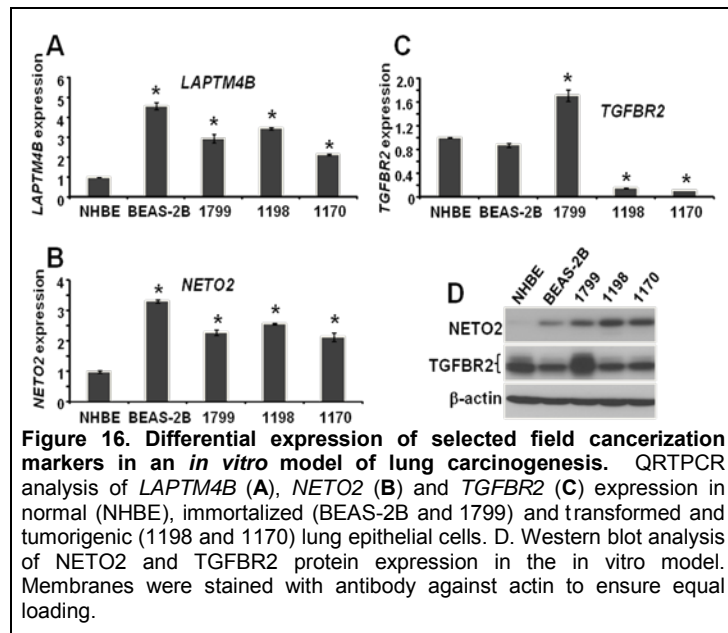 A
LAPTM4B
LAPTM4B expression
6
5
4
3
2
1
0
* * * *
NHBE BEAS-2B 1799 1198 1170
C
TGFBR2
TGFBR2 expression
2.0
1.6
1.2
0.8
0.4
0
* * *
NHBE BEAS-2B 1799 1198 1170
B
NETO2
NETO2 expression
4
3
2
1
0
* * * *
NHBE BEAS-2B 1799 1198 1170
D
NHBE BEAS-2B 1799 1198 1170
NETO2
TGFBR2{
β-actin
Figure 16. Differential expression of selected field cancerization
markers in an in vitro model of lung carcinogenesis. QRTPCR
analysis of LAPTM4B (A), NETO2 (B) and TGFBR2 (C) expression in
normal (NHBE), immortalized (BEAS-2B and 1799) and transformed and
tumorigenic (1198 and 1170) lung epithelial cells. D. Western blot analysis
of NETO2 and TGFBR2 protein expression in the in vitro model.
Membranes were stained with antibody against actin to ensure equal
loading.